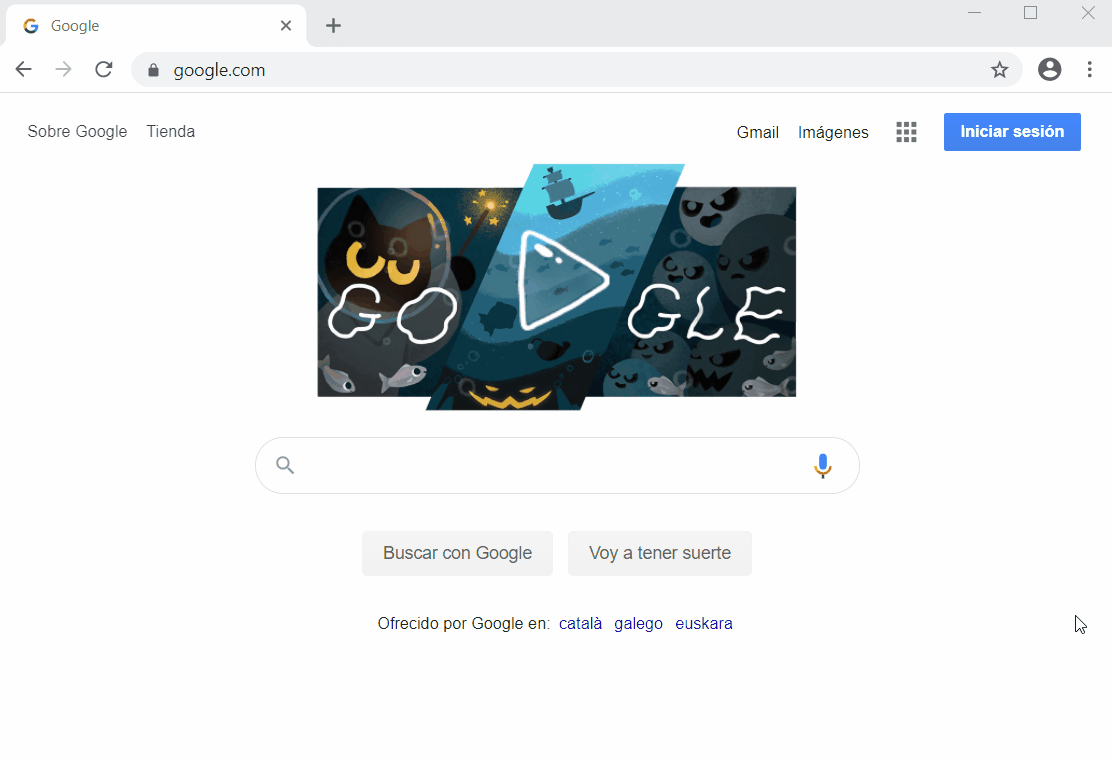 Google
google.com
Sobre Google Tienda Gmail Imágenes Iniciar sesión
GO GLE
Buscar con Google Voy a tener suerte
Ofrecido por Google en: català galego euskara